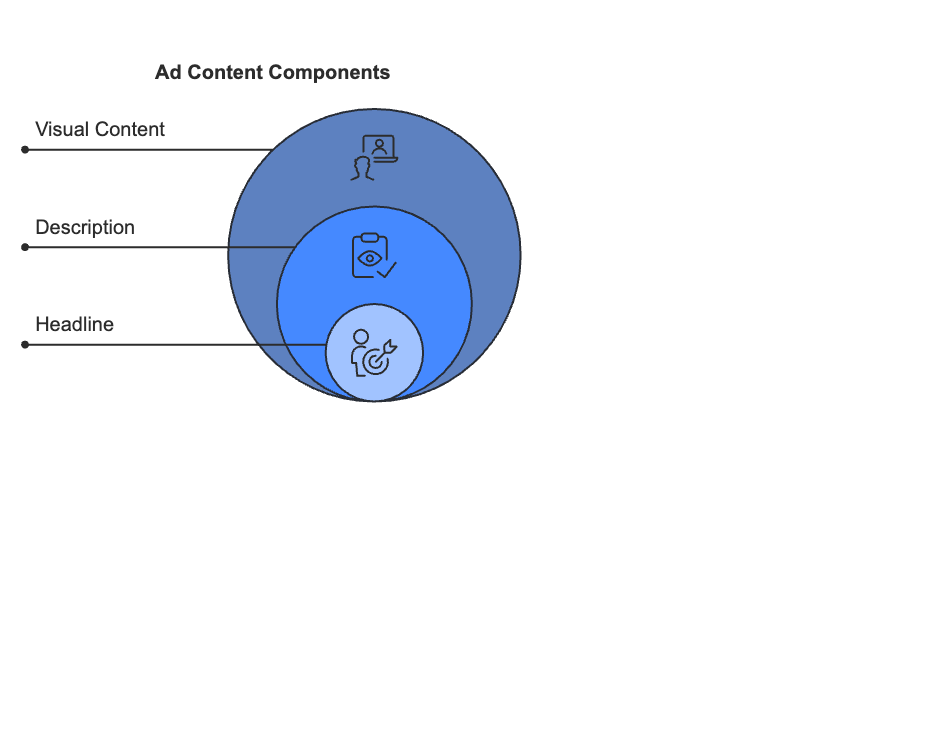 Ad Content Components
Visual Content
Description
Headline